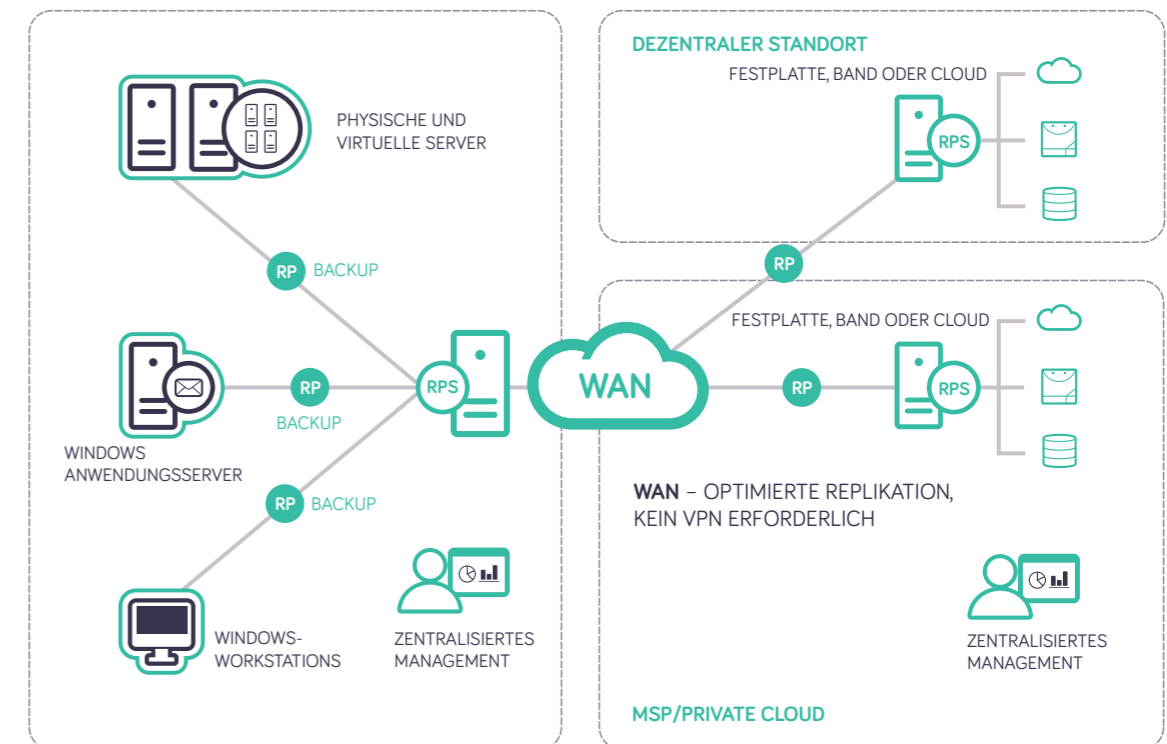 PHYSISCHE UND
VIRTUELLE SERVER
RP BACKUP
WINDOWS
ANWENDUNGSSERVER
RP
BACKUP
RPS
RP BACKUP
WINDOWS-
WORKSTATIONS
ZENTRALISIERTES
MANAGEMENT
WAN
DEZENTRALER STANDORT
FESTPLATTE, BAND ODER CLOUD
RPS
RP
FESTPLATTE, BAND ODER CLOUD
RP
RPS
WAN – OPTIMIERTE REPLIKATION,
KEIN VPN ERFORDERLICH
ZENTRALISIERTES
MANAGEMENT
MSP/PRIVATE CLOUD